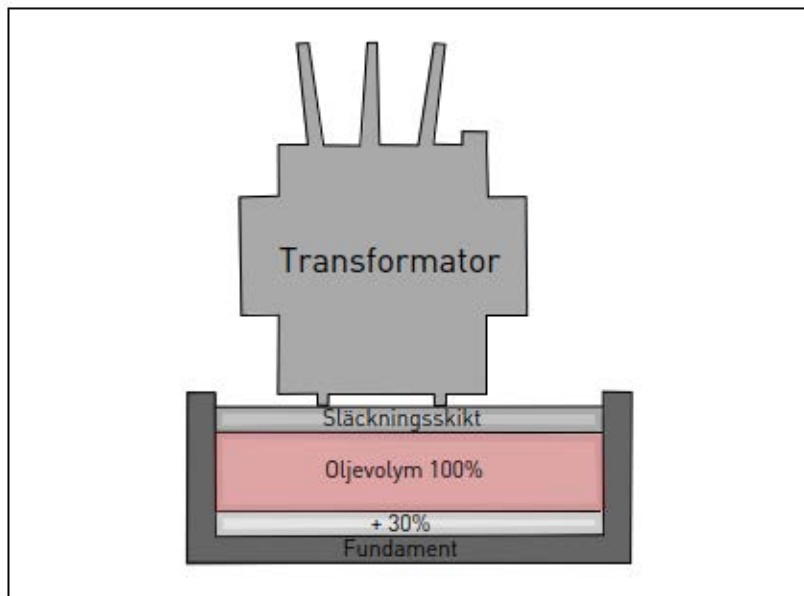 Transformator
Släckningsskikt
Oljevolym 100%
+ 30%
Fundament